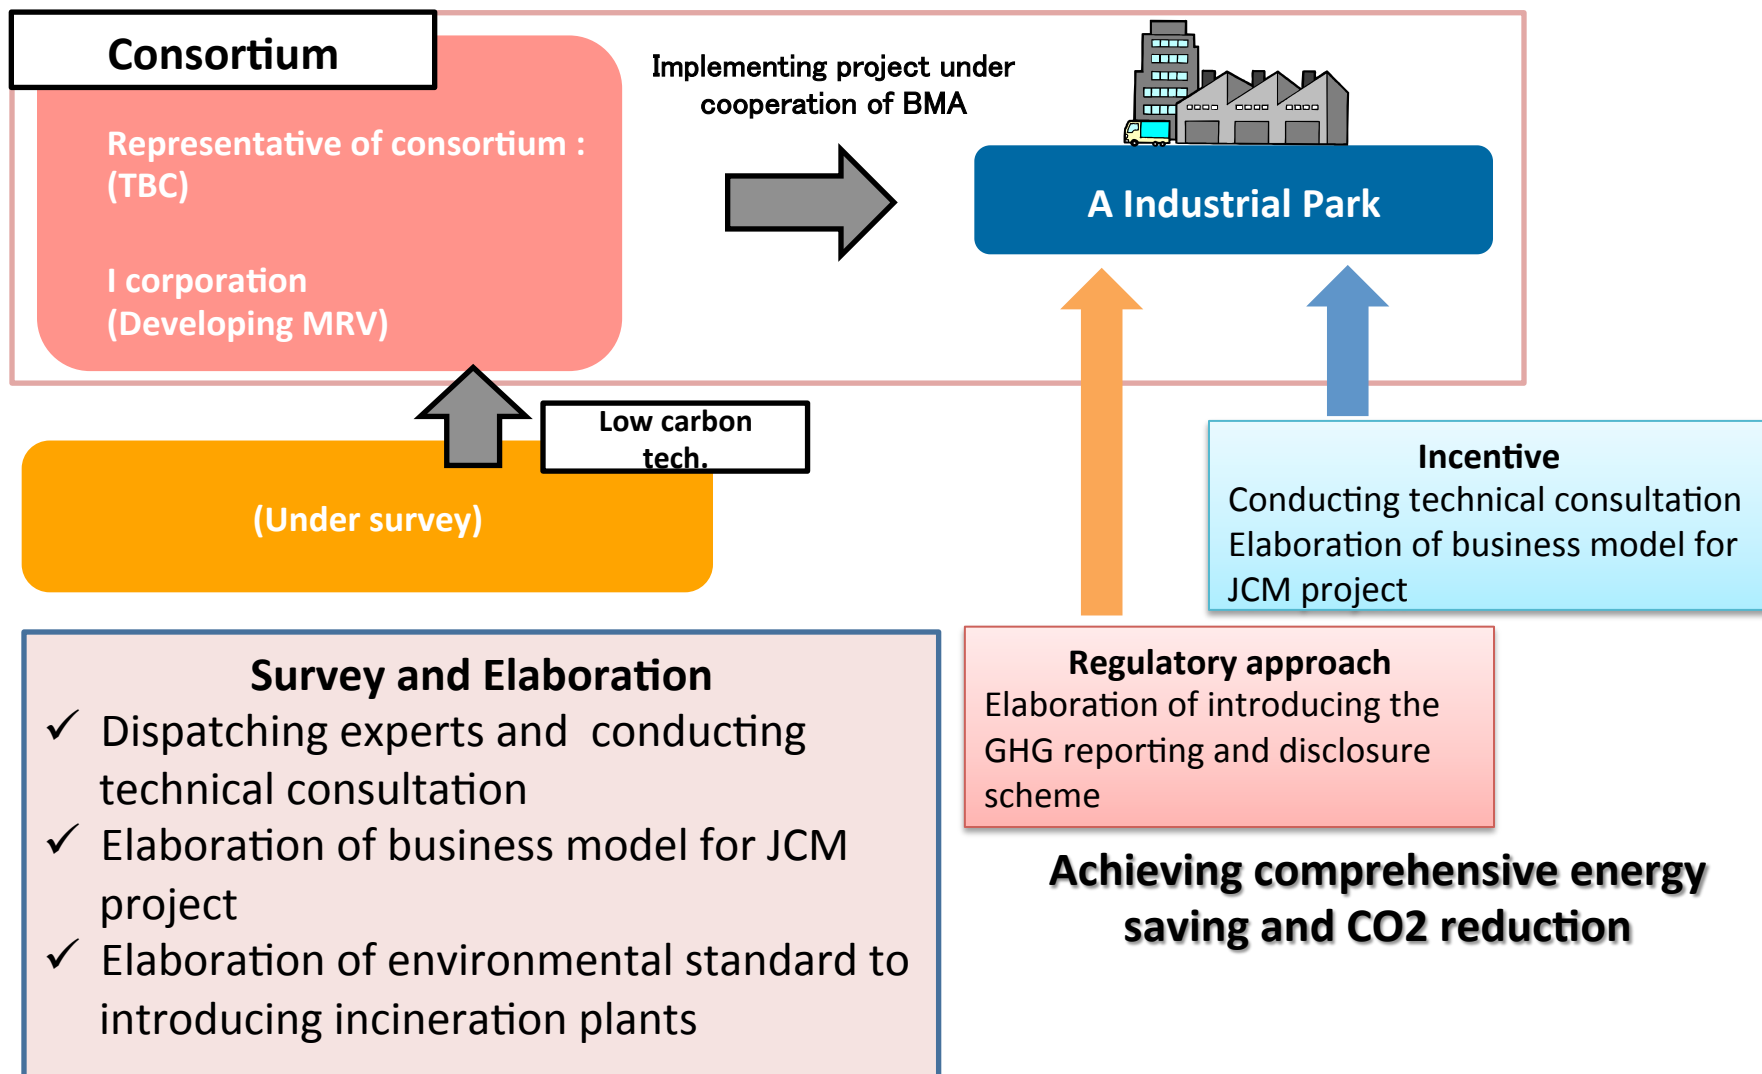 Consortium
Representative of consortium :
(TBC)
I corporation
(Developing MRV)
Implementing project under
cooperation of BMA
A Industrial Park
Low carbon
tech.
(Under survey)
Incentive
Conducting technical consultation
Elaboration of business model for
JCM project
Regulatory approach
Elaboration of introducing the
GHG reporting and disclosure
scheme
Survey and Elaboration
✓ Dispatching experts and conducting
technical consultation
✓ Elaboration of business model for JCM
project
✓ Elaboration of environmental standard to
introducing incineration plants
Achieving comprehensive energy
saving and CO2 reduction